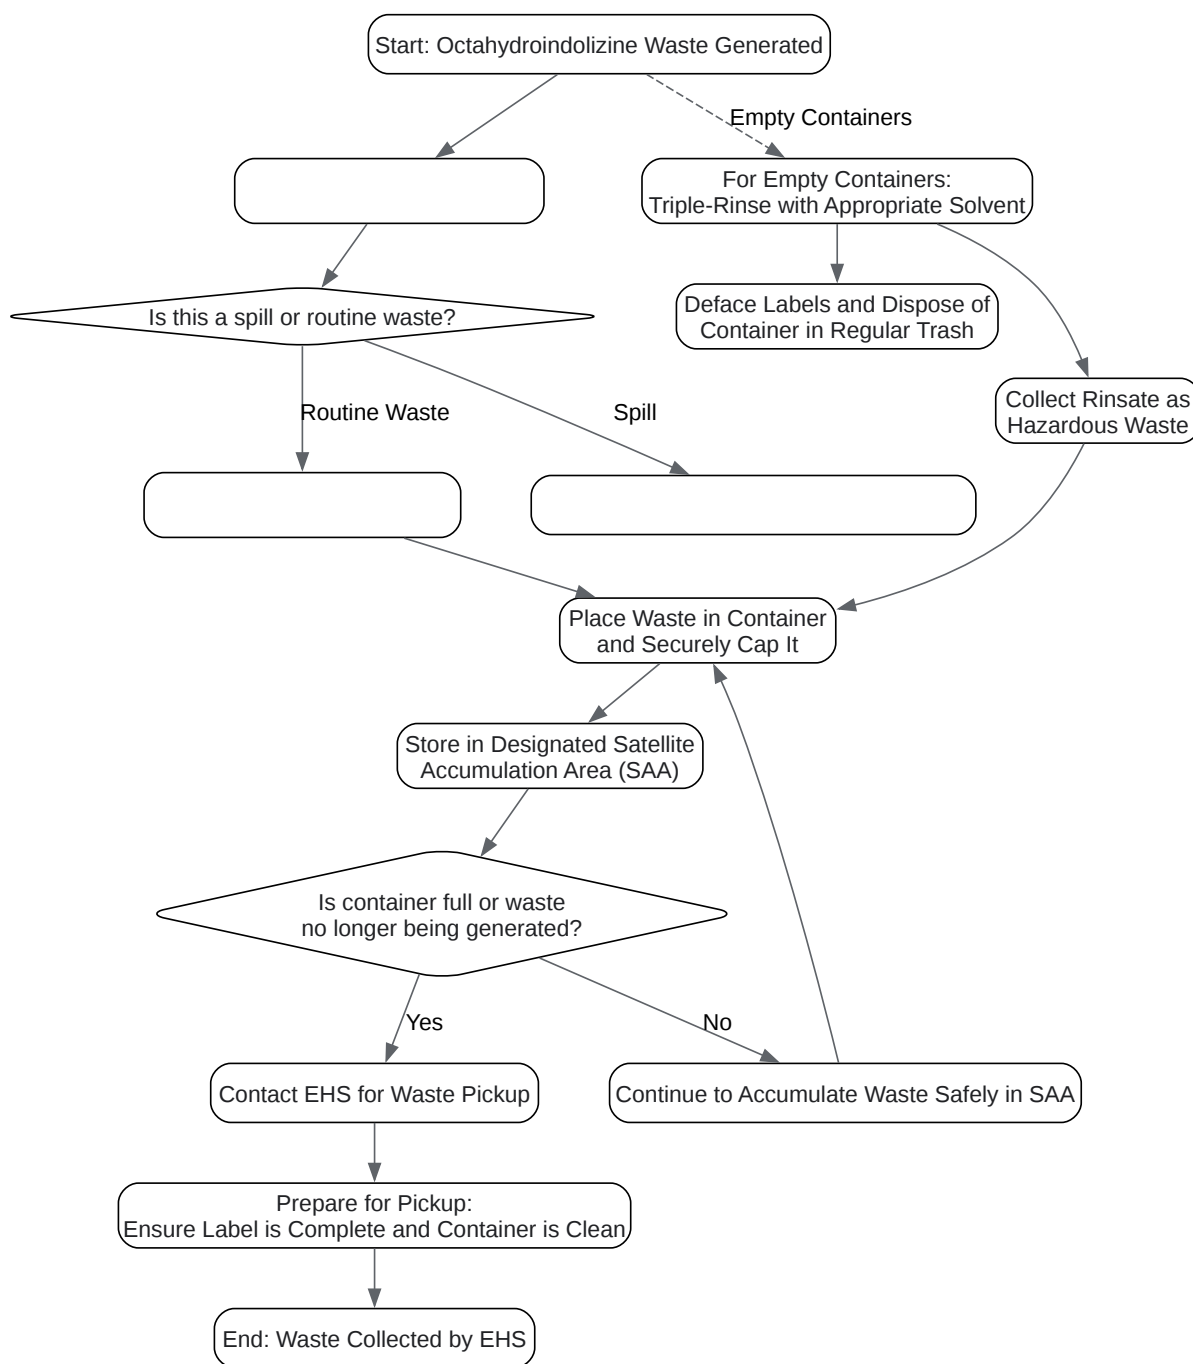 Start: Octahydroindolizine Waste Generated
Empty Containers
For Empty Containers:
Triple-Rinse with Appropriate Solvent
Is this a spill or routine waste?
Deface Labels and Dispose of
Container in Regular Trash
Routine Waste
Spill
Collect Rinsate as
Hazardous Waste
Place Waste in Container
and Securely Cap It
Store in Designated Satellite
Accumulation Area (SAA)
Is container full or waste
no longer being generated?
Yes
No
Contact EHS for Waste Pickup
Continue to Accumulate Waste Safely in SAA
Prepare for Pickup:
Ensure Label is Complete and Container is Clean
End: Waste Collected by EHS